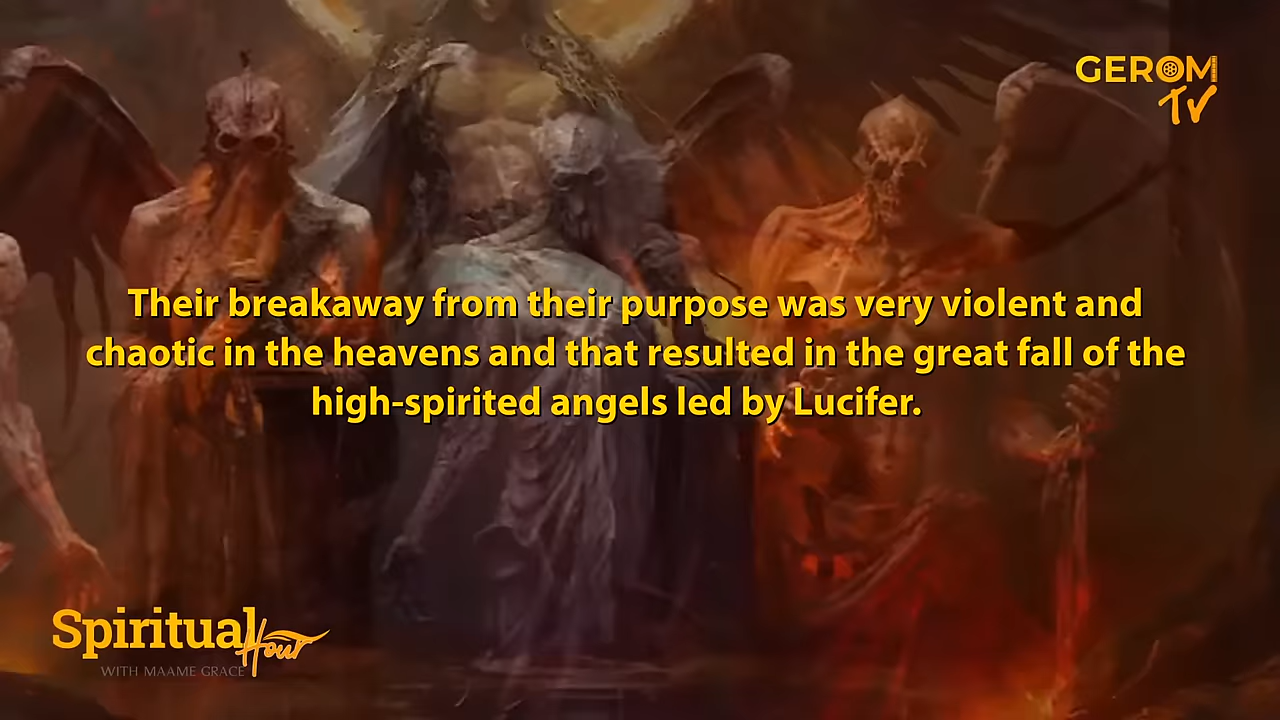 GEROM
TV
Their breakaway from their purpose was very violent and
chaotic in the heavens and that resulted in the great fall of the
high-spirited angels led by Lucifer.
Spiritual
Hour
WITH MAAME GRACE